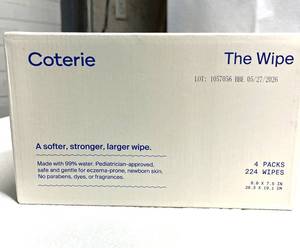 Coterie
The Wipe
LOT: 1057056 BBE 05/27/2026
A softer, stronger, larger wipe.
Made with 99% water. Pediatrician-approved,
safe and gentle for eczema-prone, newborn skin.
No parabens, dyes, or fragrances.
4 PACKS
224 WIPES
8.0 X 7.5 IN
20.3 X 19.1 CM